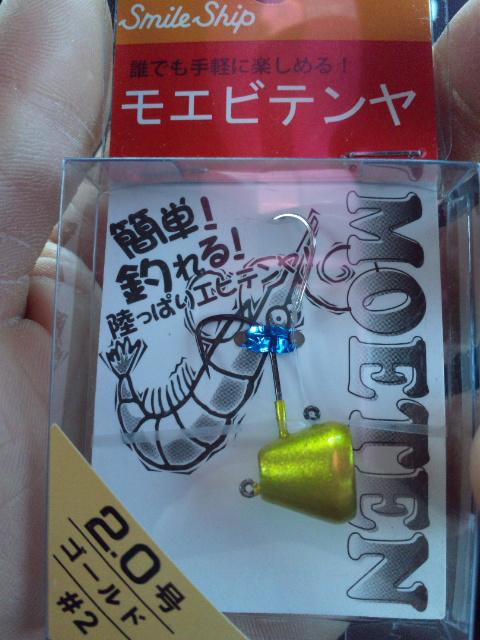 Smile Ship
誰でも手軽に楽しめる!
モエビテンヤ
簡単!
釣れる!
陸っぱりエビテンヤ
MOETEN
2.0号
ゴールド
#2